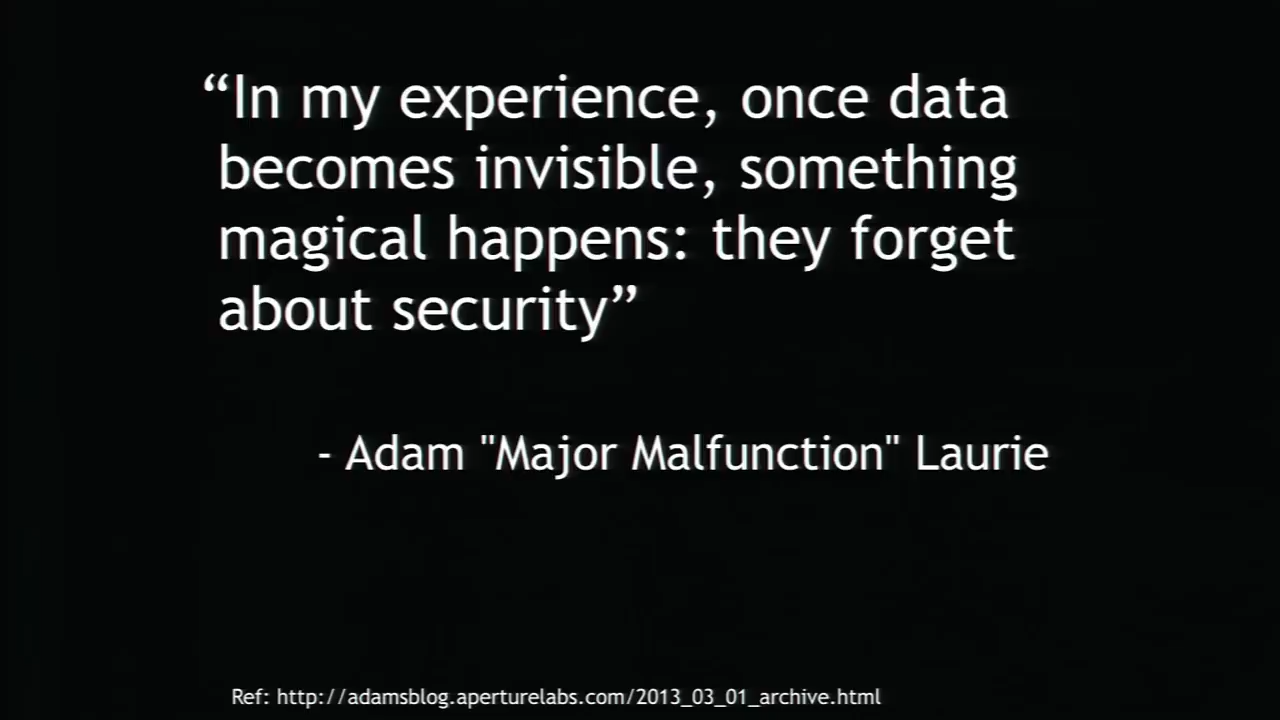 “In my experience, once data
becomes invisible, something
magical happens: they forget
about security”
- Adam "Major Malfunction" Laurie
Ref: http://adamsblog.aperturelabs.com/2013_03_01_archive.html